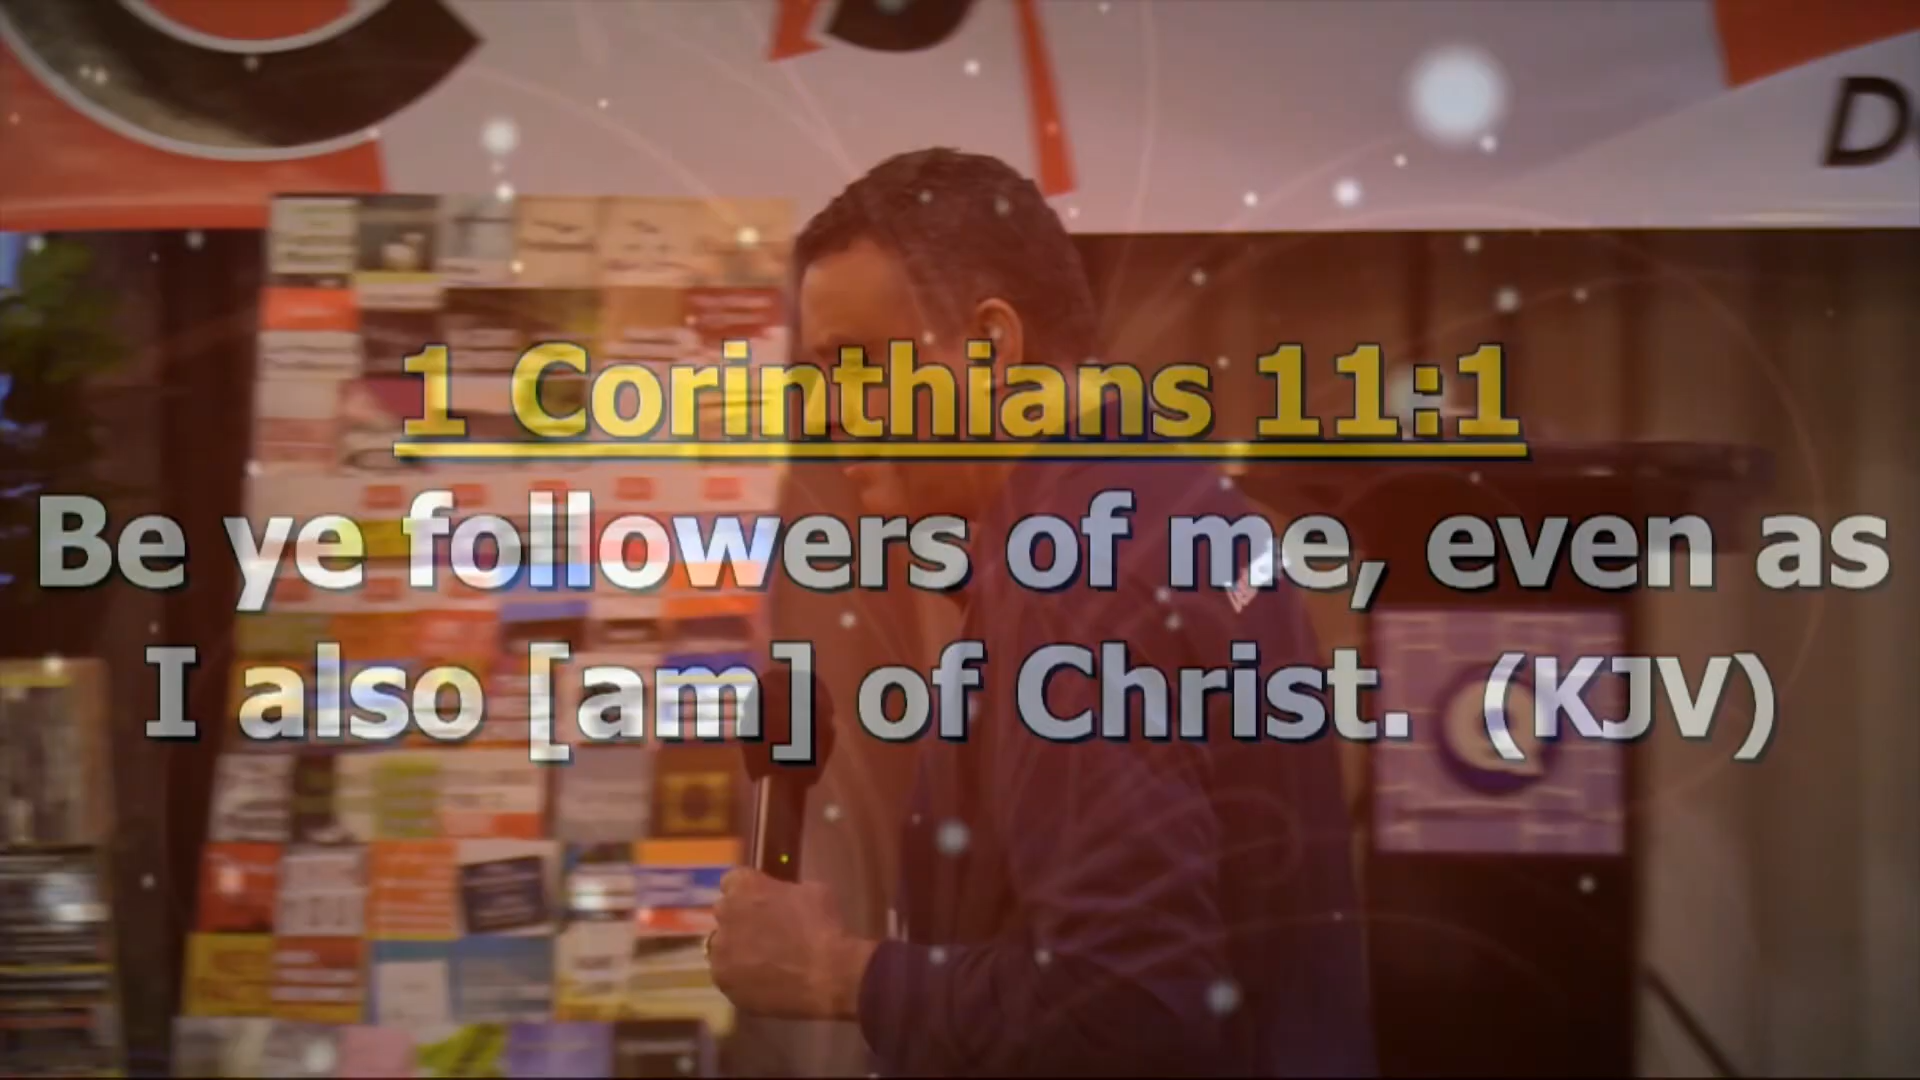 1 Corinthians 11:1
Be ye followers of me, even as
I also [am] of Christ. (KJV)